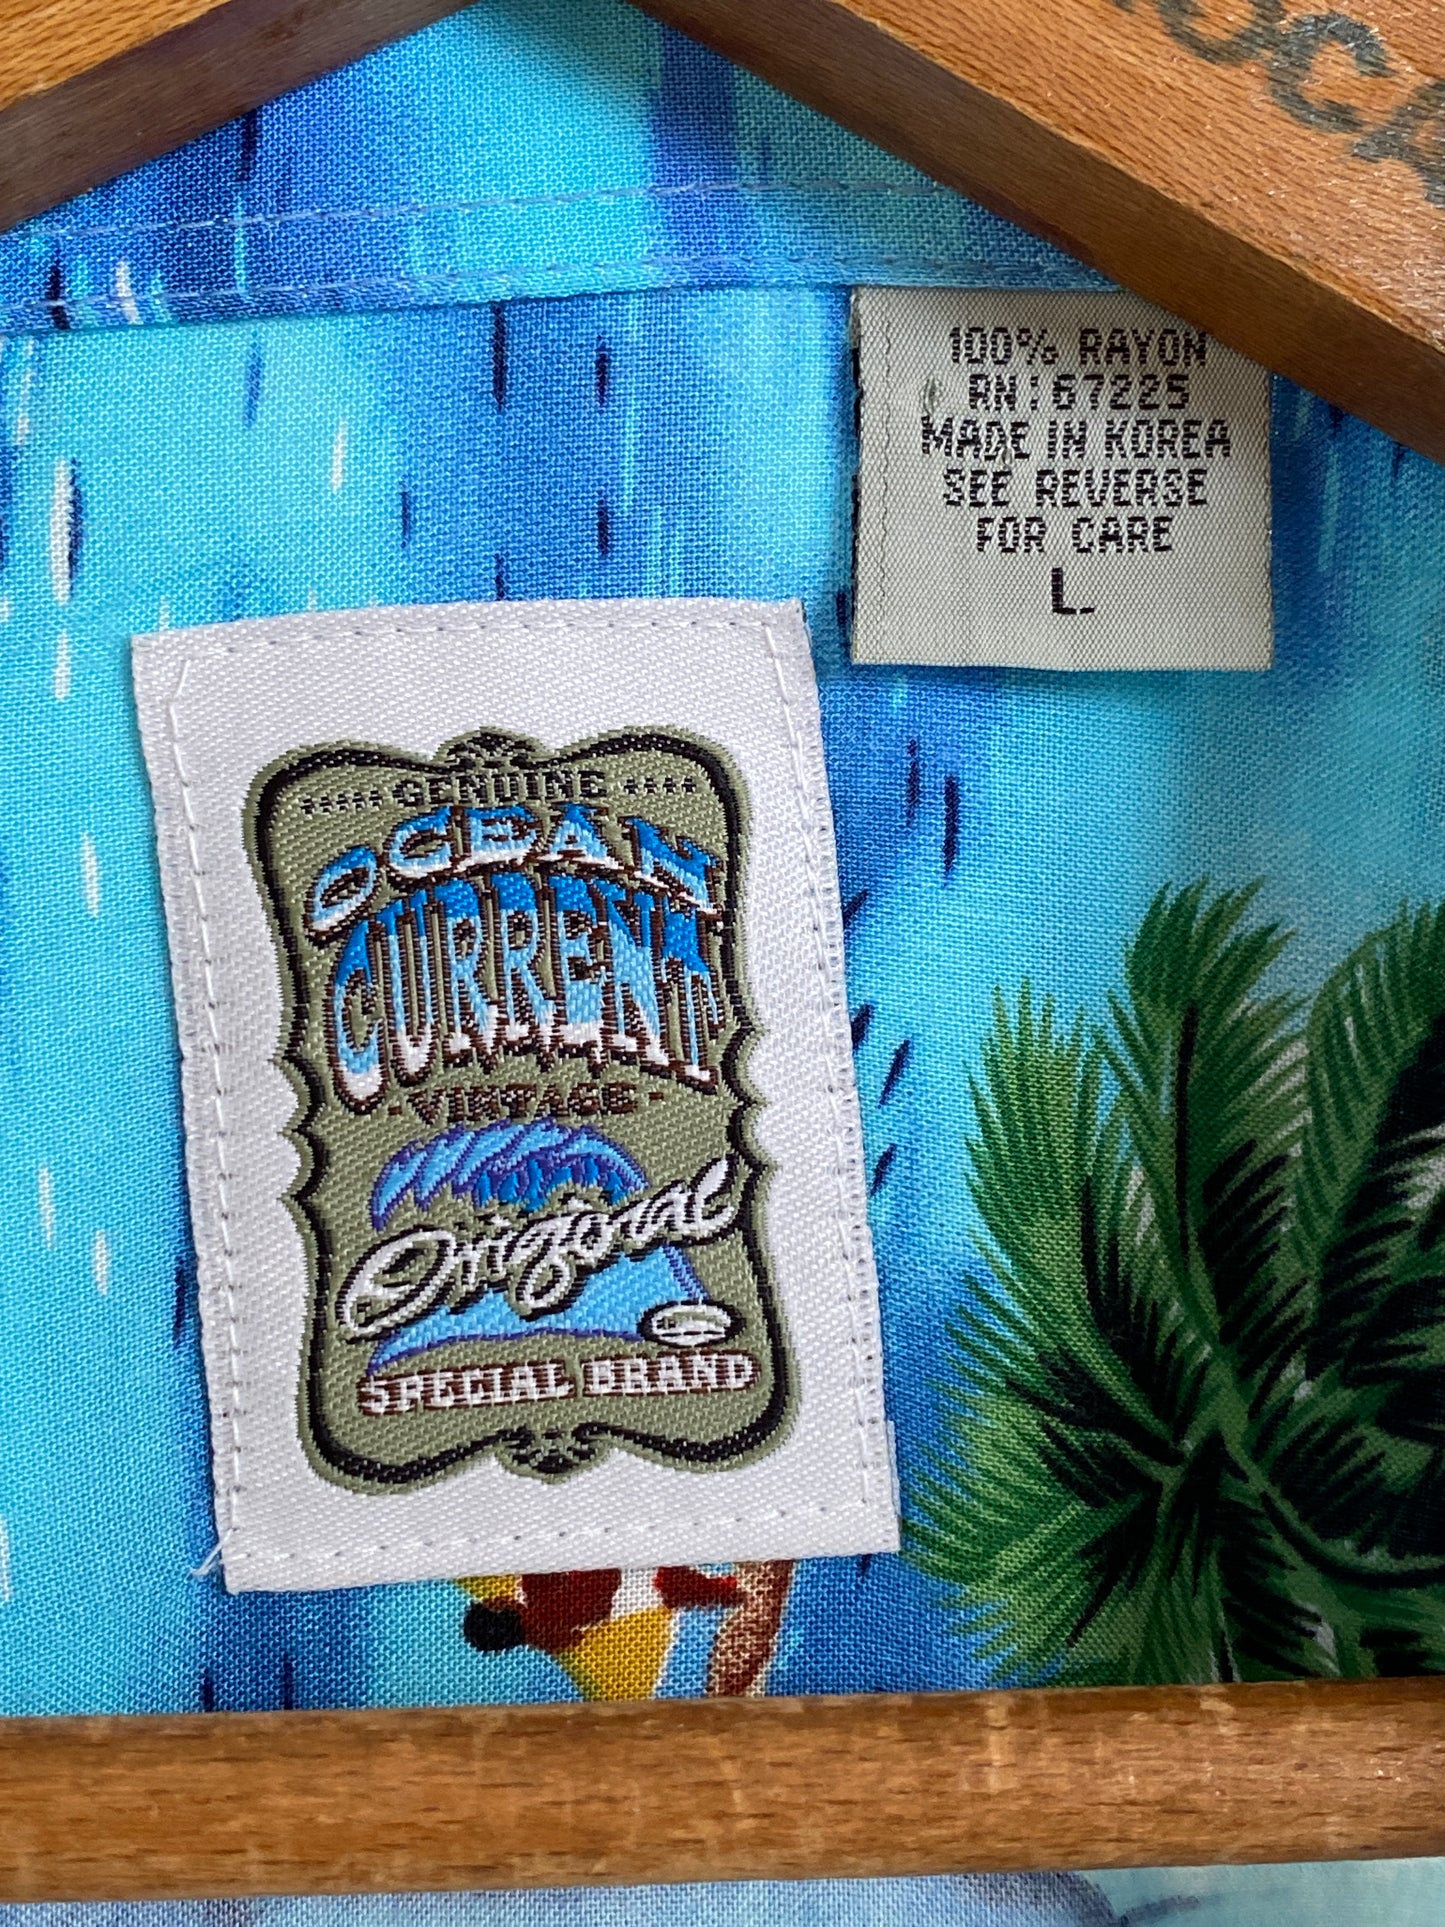 100% RAYON
RN: 67225
MADE IN KOREA
SEE REVERSE
FOR CARE
L
GENUINE
OCEAN
CURRENT
-VINTAGE-
Original
SPECIAL BRAND